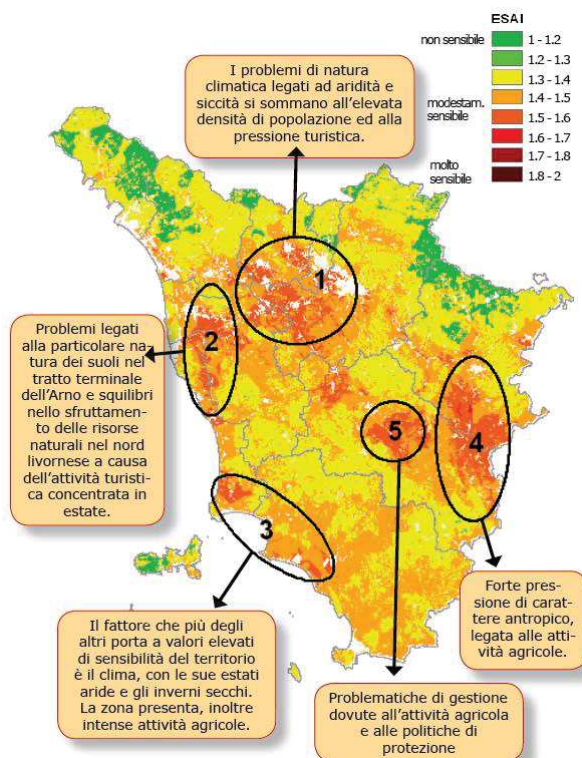 ESAI
non sensibile
1 - 1.2
1.2 - 1.3
1.3 - 1.4
modestam.
sensibile
1.4 - 1.5
1.5 - 1.6
1.6 - 1.7
molto
sensibile
1.7 - 1.8
1.8 - 2
I problemi di natura
climatica legati ad aridità e
siccità si sommano all’elevata
densità di popolazione ed alla
pressione turistica.
1
2
Problemi legati
alla particolare na-
tura dei suoli nel
tratto terminale
dell’Arno e squilibri
nello sfruttamen-
to delle risorse
naturali nel nord
livornese a causa
dell’attività turisti-
ca concentrata in
estate.
5
4
3
Forte pres-
sione di carat-
tere antropico,
legata alle atti-
vità agricole.
Il fattore che più degli
altri porta a valori elevati
di sensibilità del territorio
è il clima, con le sue estati
aride e gli inverni secchi.
La zona presenta, inoltre
intense attività agricole.
Problematiche di gestione
dovute all’attività agricola
e alle politiche di
protezione